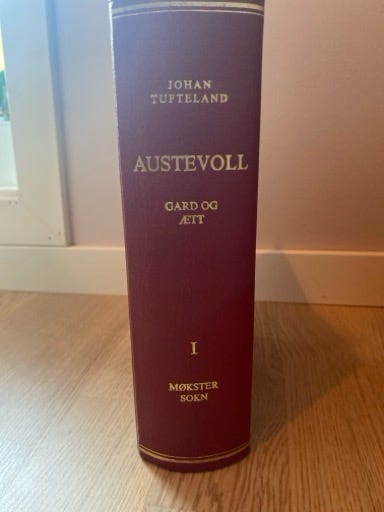 JOHAN
TUFTELAND
AUSTEVOLL
GARD OG
ÆTT
I
MØKSTER
SOKN